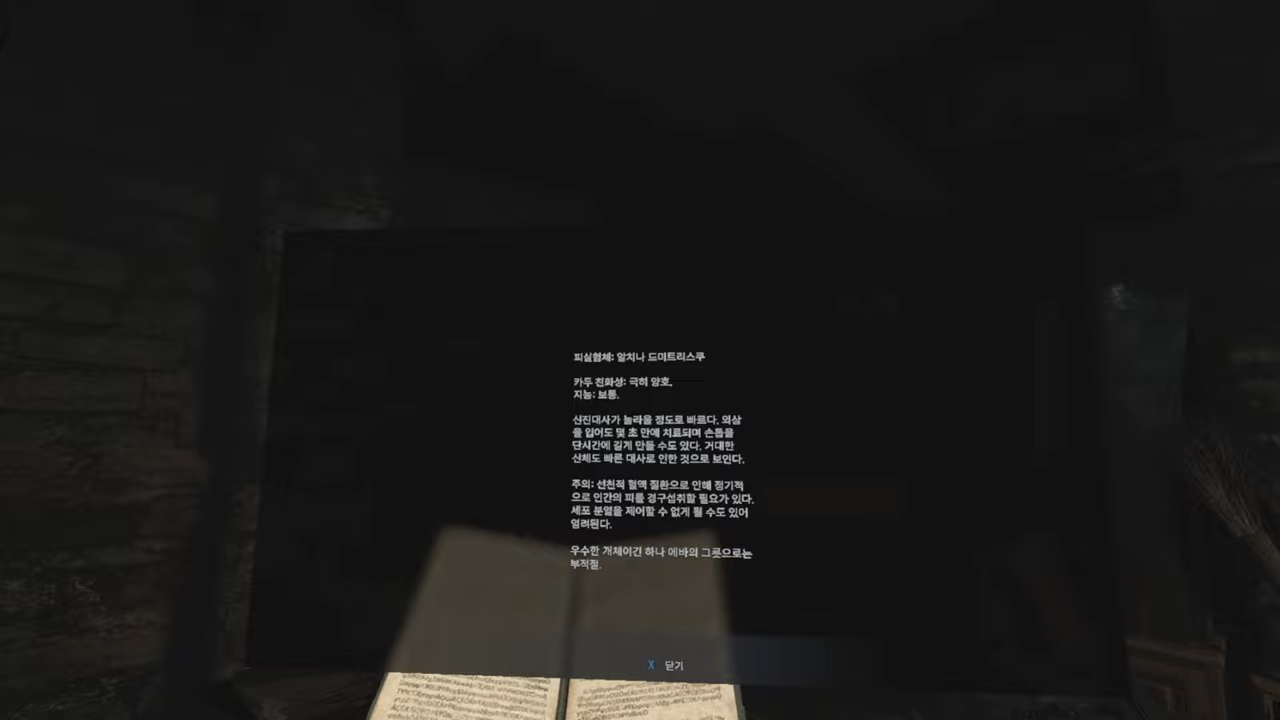 피실험체: 알치나 드미트리스쿠
카두 친화성: 극히 양호.
지능: 보통.
신진대사가 놀라울 정도로 빠르다. 외상
을 입어도 몇 초 만에 치료되며 손톱을
단시간에 길게 만들 수도 있다. 거대한
신체도 빠른 대사로 인한 것으로 보인다.
주의: 선천적 혈액 질환으로 인해 정기적
으로 인간의 피를 경구섭취할 필요가 있다.
세포 분열을 제어할 수 없게 될 수도 있어
염려된다.
우수한 개체이긴 하나 에바의 그릇으로는
부적절.
X 닫기